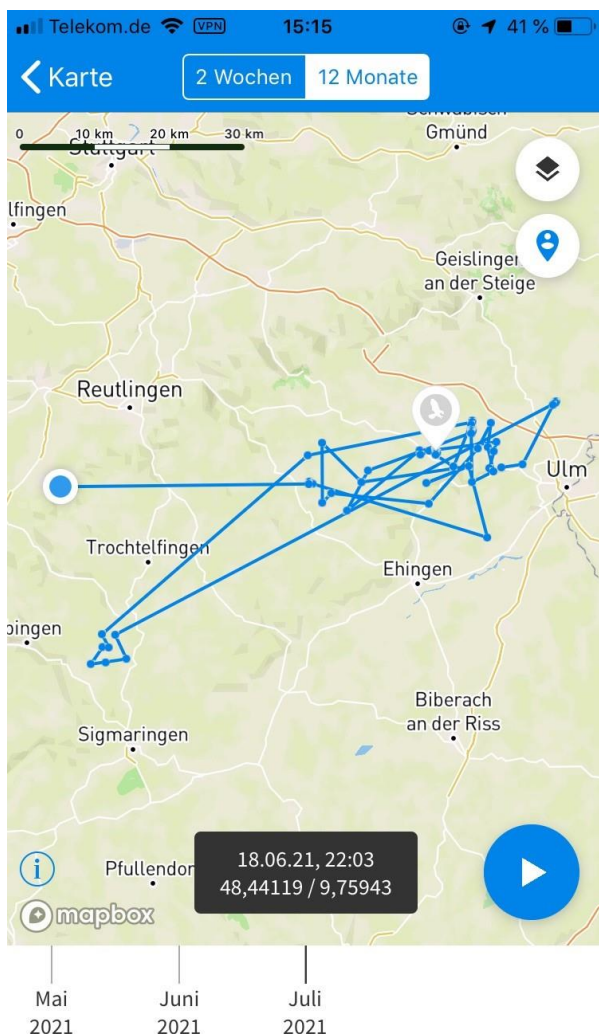 Telekom.de VPN 15:15 41 %
Karte 2 Wochen 12 Monate
0 10 km 20 km 30 km
Stuttgart
Gmünd
lfingen
Geislingen
an der Steige
Reutlingen
Ulm
Trochtelfingen
Ehingen
bingen
Biberach
an der Riss
Sigmaringen
18.06.21, 22:03
48,44119 / 9,75943
Pfullendor
mapbox
Mai Juni Juli
2021 2021 2021